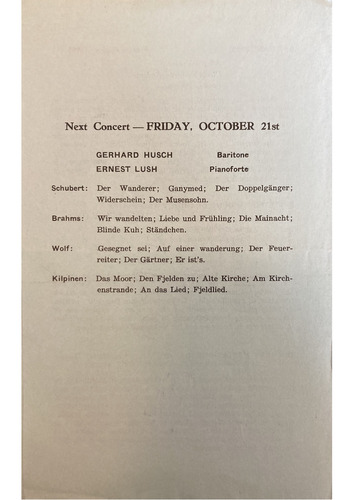 Next Concert — FRIDAY, OCTOBER 21st
GERHARD HUSCH Baritone
ERNEST LUSH Pianoforte
Schubert: Der Wanderer; Ganymed; Der Doppelgänger;
Widerschein; Der Musensohn.
Brahms: Wir wandelten; Liebe und Frühling; Die Mainacht;
Blinde Kuh; Ständchen.
Wolf: Gesegnet sei; Auf einer wanderung; Der Feuer-
reiter; Der Gärtner; Er ist's.
Kilpinen: Das Moor; Den Fjelden zu; Alte Kirche; Am Kirch-
enstrande; An das Lied; Fjeldlied.